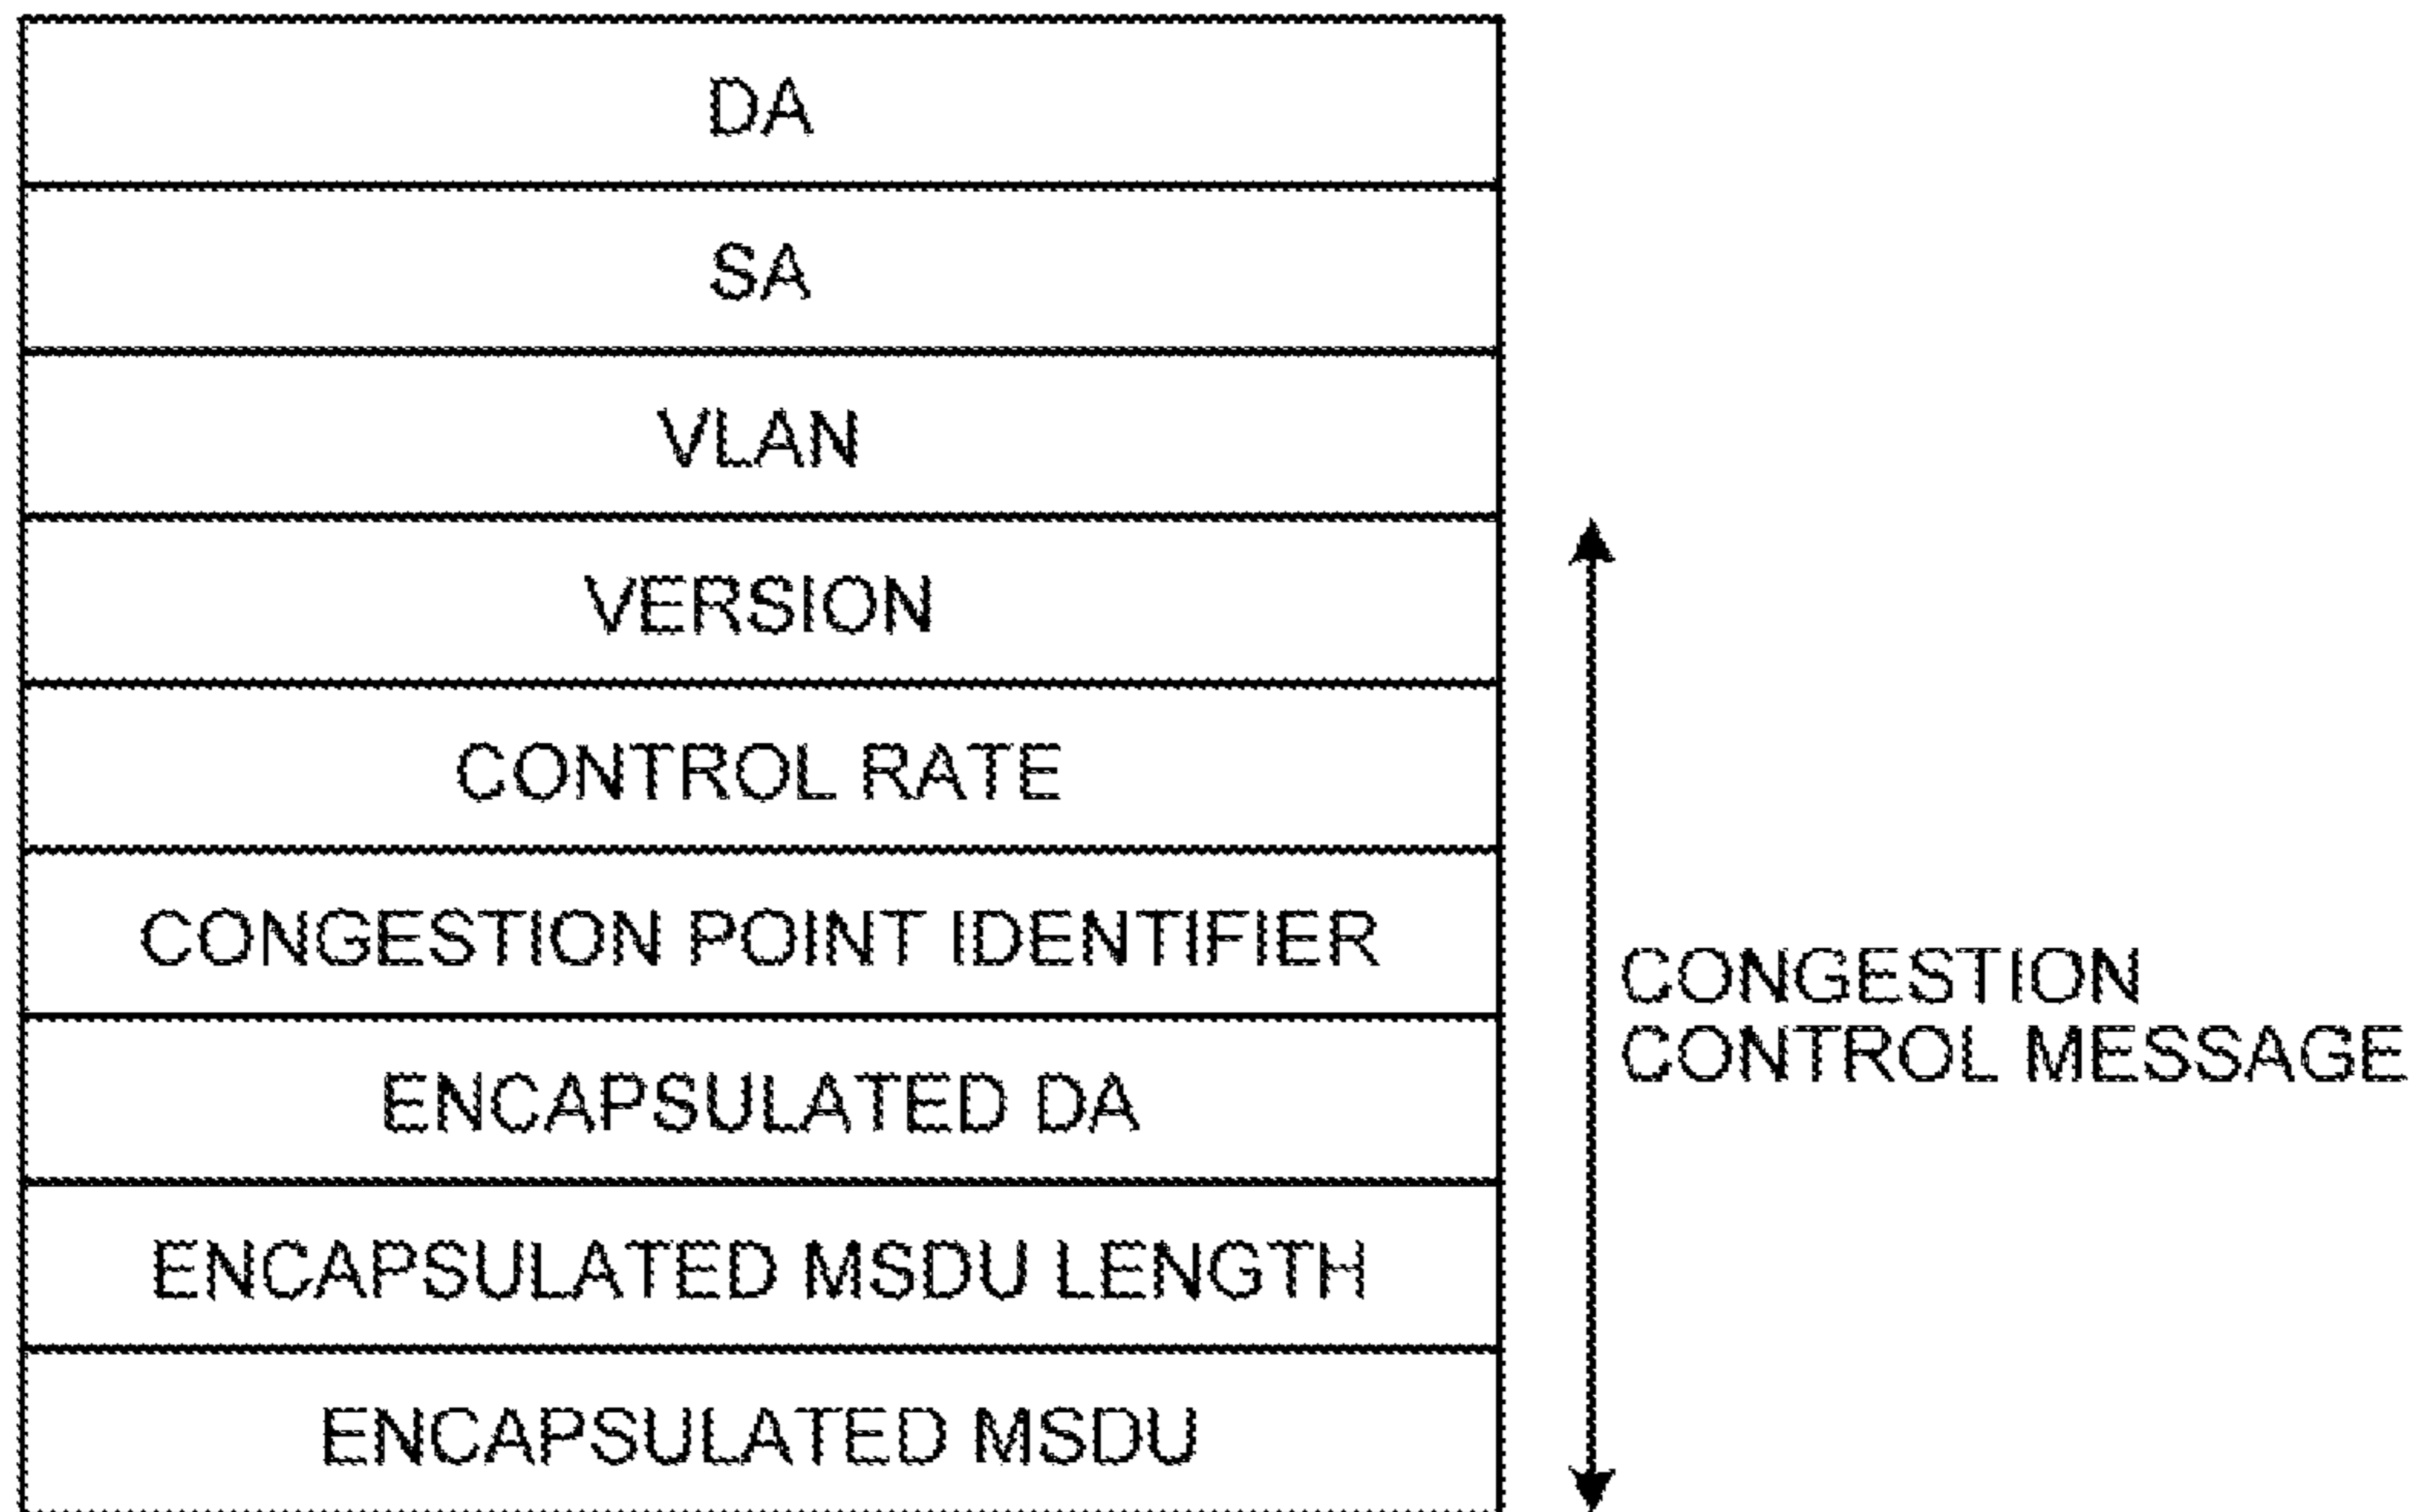 DA
SA
VLAN
VERSION
CONTROL RATE
CONGESTION POINT IDENTIFIER
ENCAPSULATED DA
ENCAPSULATED MSDU LENGTH
ENCAPSULATED MSDU
CONGESTION
CONTROL MESSAGE